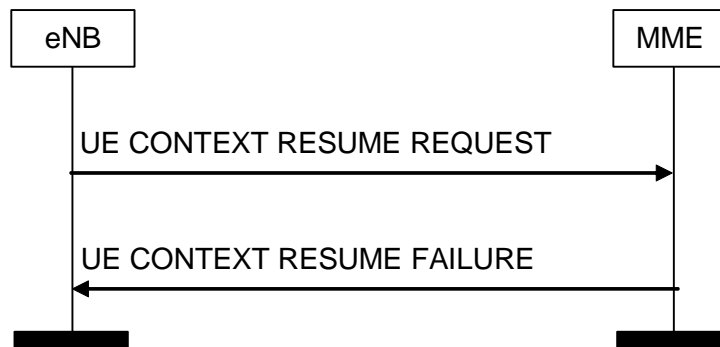 eNB
MME
UE CONTEXT RESUME REQUEST
UE CONTEXT RESUME FAILURE